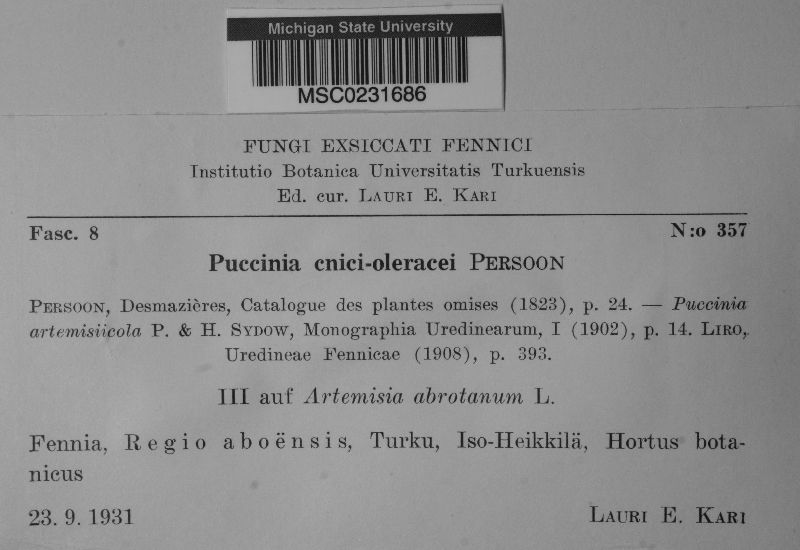 Michigan State University
MSC0231686
FUNGI EXSICCATI FENNICI
Institutio Botanica Universitatis Turkuensis
Ed. cur. LAURI E. KARI
Fasc. 8 N:o 357
Puccinia cnici-oleracei PERSOON
PERSOON, Desmazières, Catalogue des plantes omises (1823), p. 24. — Puccinia
artemisiicola P. & H. SYDOW, Monographia Uredinearum, I (1902), p. 14. LIRO,
Uredineae Fennicae (1908), p. 393.
III auf Artemisia abrotanum L.
Fennia, Regio aboënsis, Turku, Iso-Heikkilä, Hortus bota-
nicus
23. 9. 1931 LAURI E. KARI